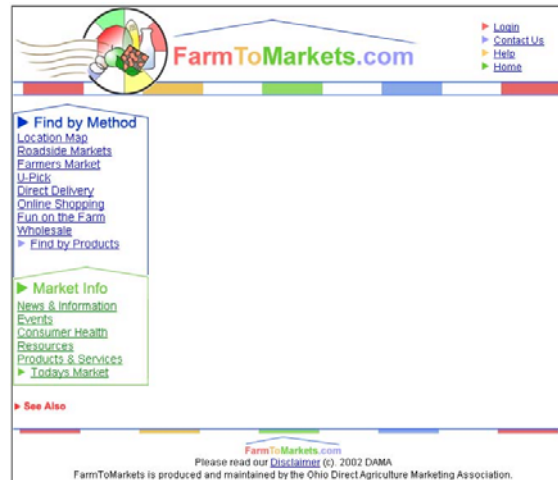 FarmToMarkets.com
Login
Contact Us
Help
Home
Find by Method
Location Map
Roadside Markets
Farmers Market
U-Pick
Direct Delivery
Online Shopping
Fun on the Farm
Wholesale
Find by Products
Market Info
News & Information
Events
Consumer Health
Resources
Products & Services
Todays Market
See Also
FarmToMarkets.com
Please read our Disclaimer (c). 2002 DAMA
FarmToMarkets is produced and maintained by the Ohio Direct Agriculture Marketing Association.